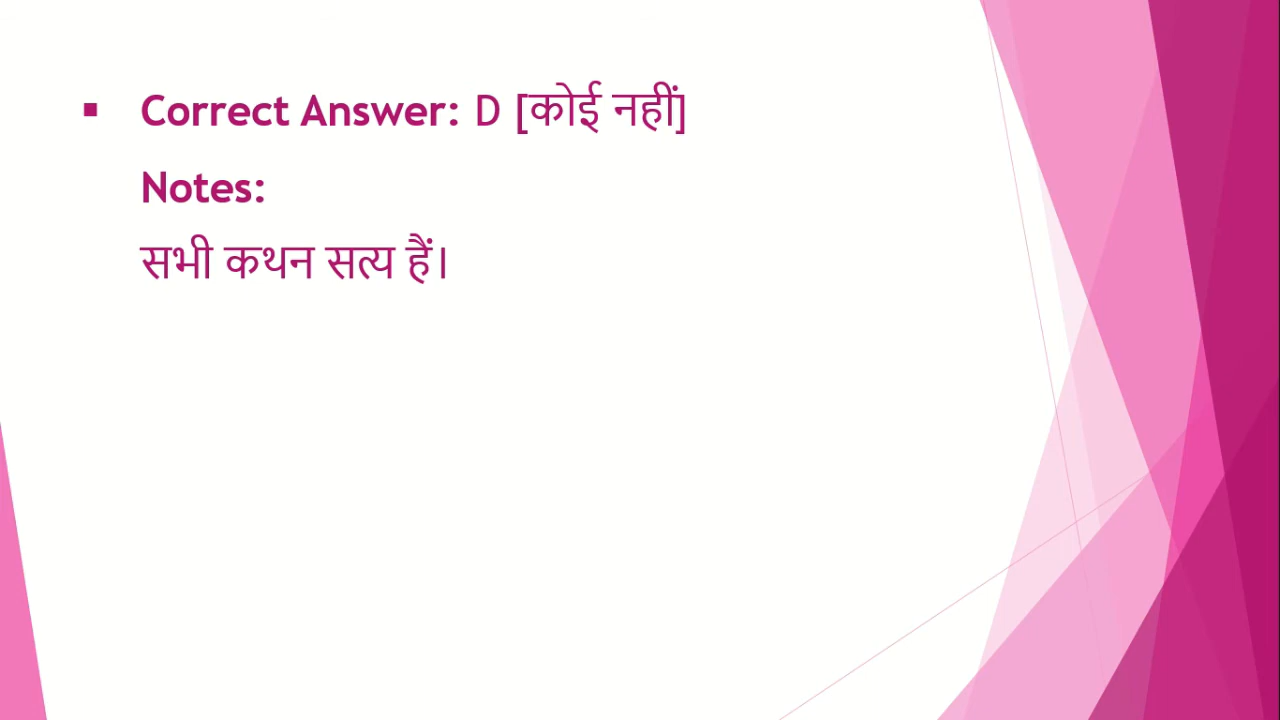 ▪ Correct Answer: D [कोई नहीं]
Notes:
सभी कथन सत्य हैं।